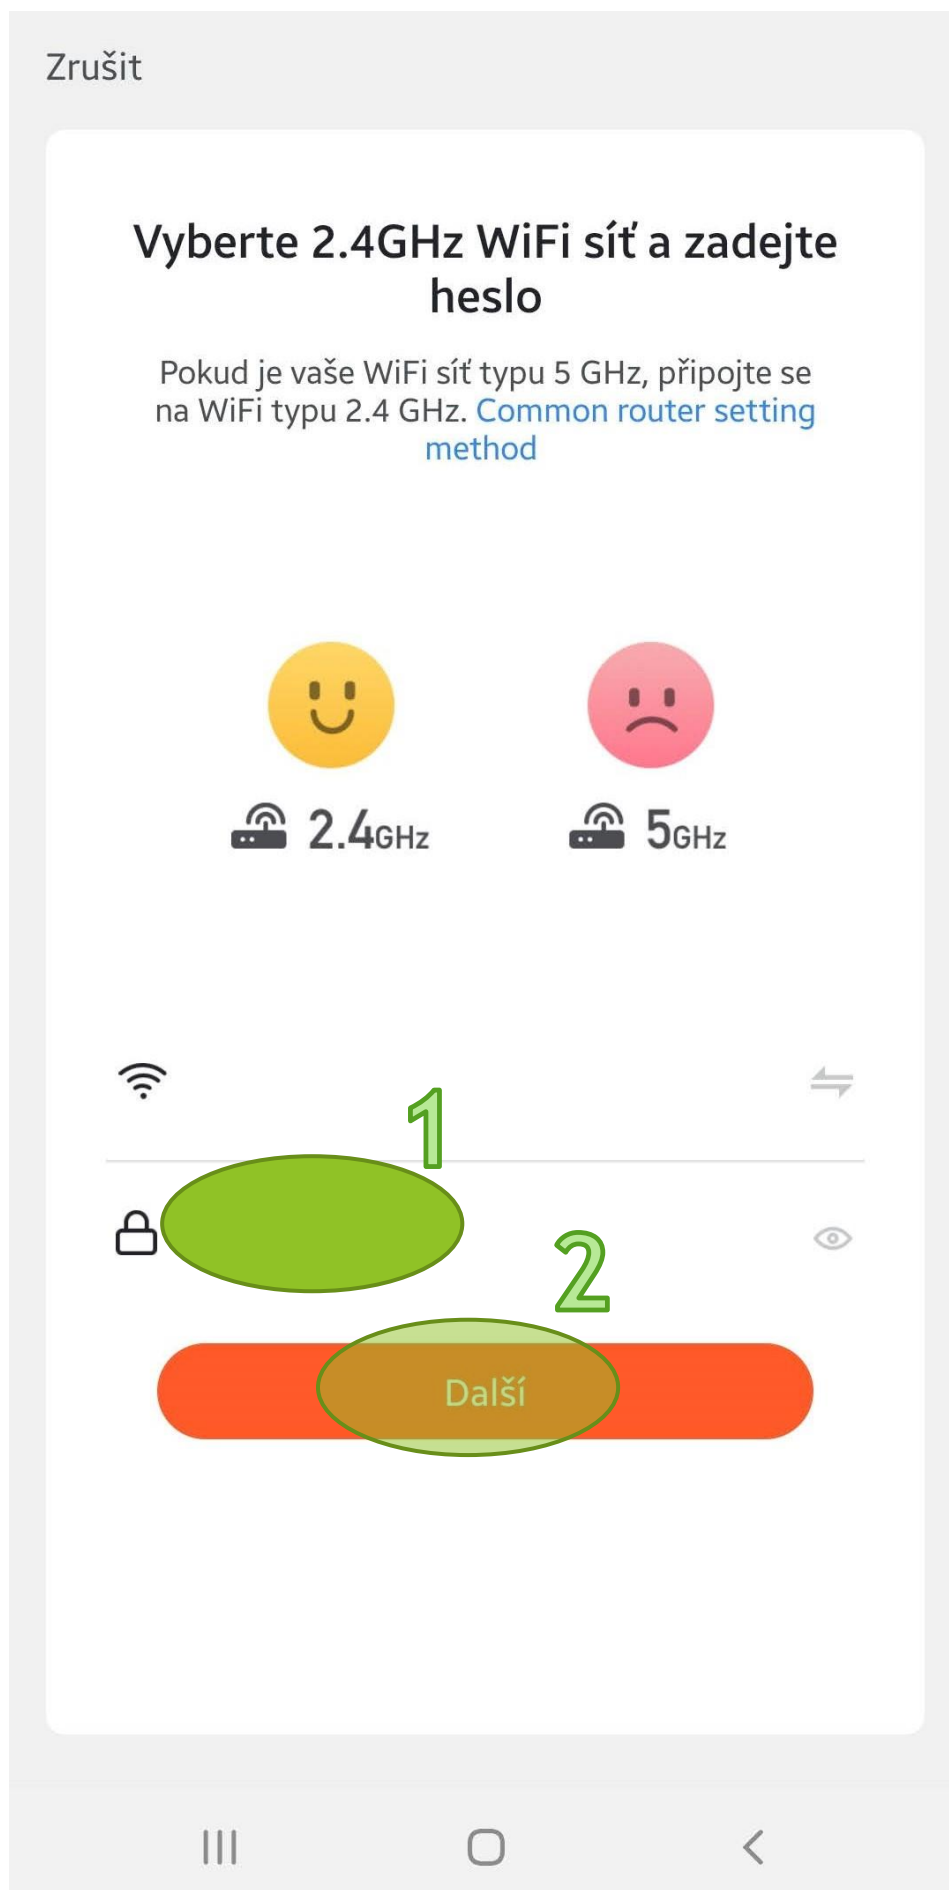 Zrušit
Vyberte 2.4GHz WiFi síť a zadejte
heslo
Pokud je vaše WiFi síť typu 5 GHz, připojte se
na WiFi typu 2.4 GHz. Common router setting
method
2.4GHz 5GHz
1
2
Další